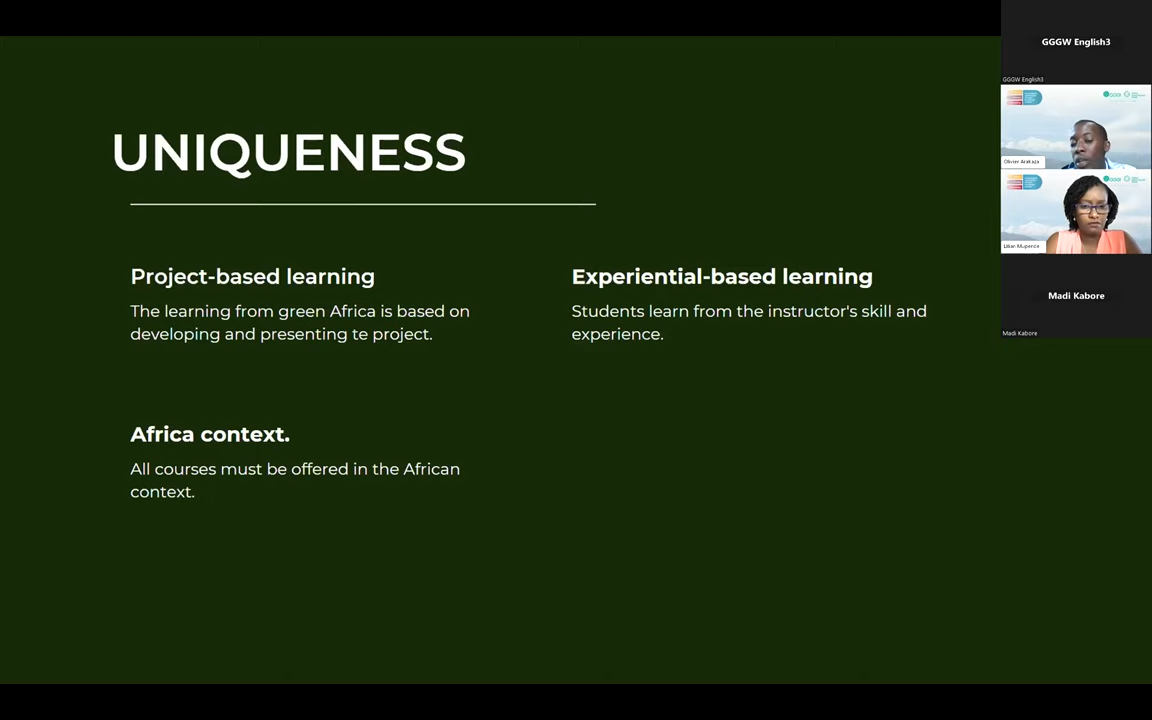 UNIQUENESS
Project-based learning
The learning from green Africa is based on
developing and presenting te project.
Experiential-based learning
Students learn from the instructor's skill and
experience.
Africa context.
All courses must be offered in the African
context.
GGGW English3
GGGW English3
GGGI
Olivier
GGGI
Lilian
Madi Kabore
Madi Kabore